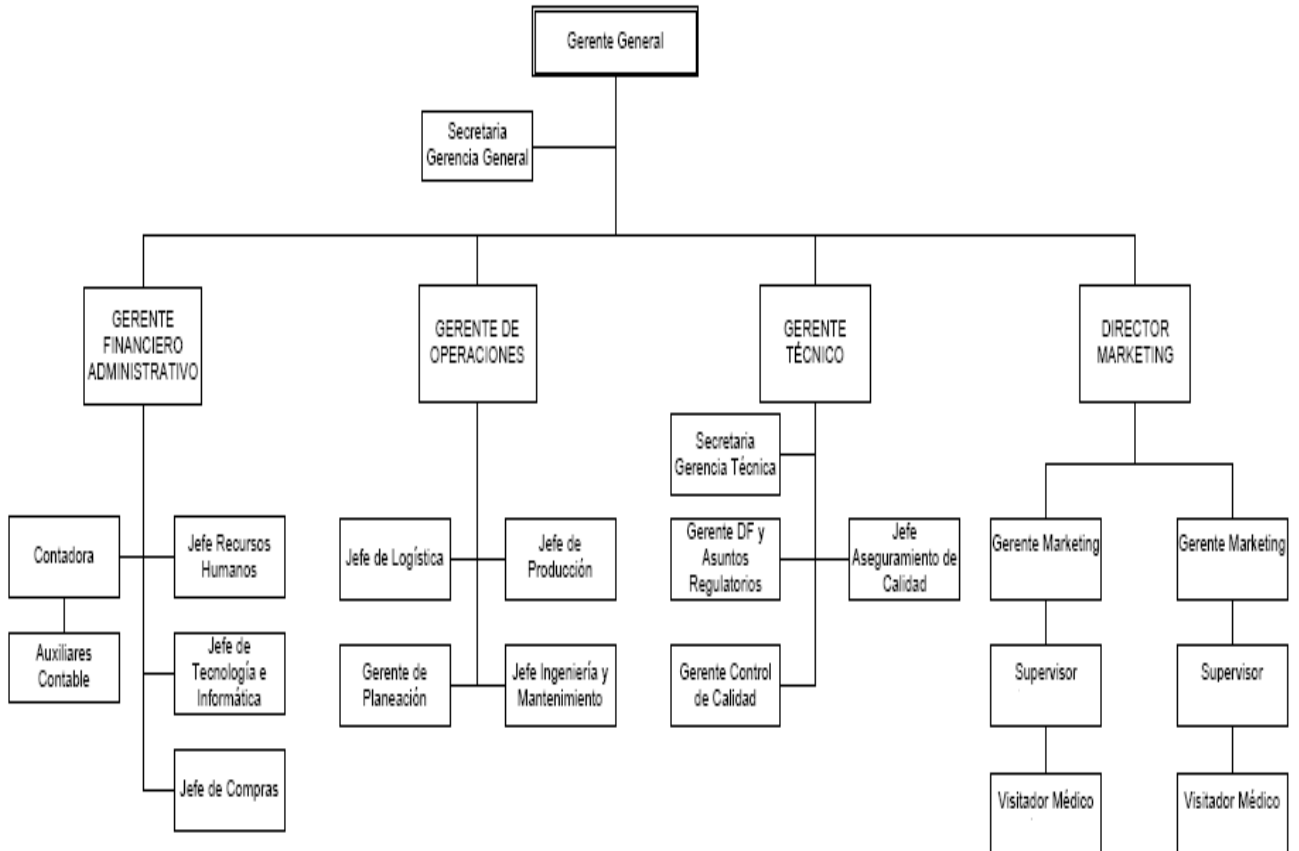 Gerente General
Secretaria
Gerencia General
GERENTE
FINANCIERO
ADMINISTRATIVO
GERENTE DE
OPERACIONES
GERENTE
TÉCNICO
DIRECTOR
MARKETING
Secretaria
Gerencia Técnica
Contadora
Jefe Recursos
Humanos
Jefe de Logística
Jefe de
Producción
Gerente DF y
Asuntos
Regulatorios
Jefe
Aseguramiento de
Calidad
Gerente Marketing
Gerente Marketing
Auxiliares
Contable
Jefe de
Tecnología e
Informática
Gerente de
Planeación
Jefe Ingeniería y
Mantenimiento
Gerente Control
de Calidad
Supervisor
Supervisor
Jefe de Compras
Visitador Médico
Visitador Médico